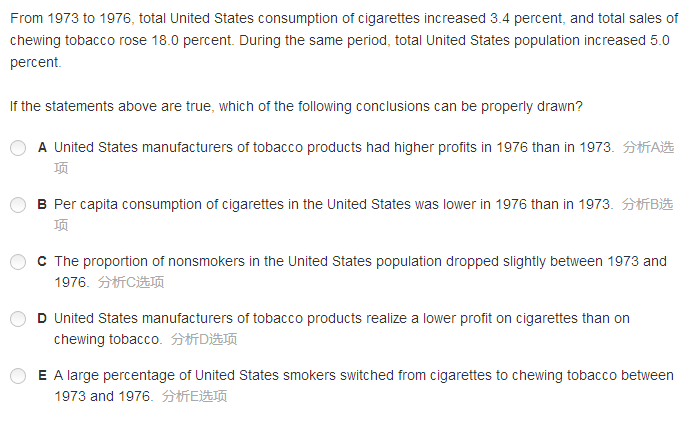 From 1973 to 1976, total United States consumption of cigarettes increased 3.4 percent, and total sales of
chewing tobacco rose 18.0 percent. During the same period, total United States population increased 5.0
percent.
If the statements above are true, which of the following conclusions can be properly drawn?
A United States manufacturers of tobacco products had higher profits in 1976 than in 1973. 分析A选
项
B Per capita consumption of cigarettes in the United States was lower in 1976 than in 1973. 分析B选
项
C The proportion of nonsmokers in the United States population dropped slightly between 1973 and
1976. 分析C选项
D United States manufacturers of tobacco products realize a lower profit on cigarettes than on
chewing tobacco. 分析D选项
E A large percentage of United States smokers switched from cigarettes to chewing tobacco between
1973 and 1976. 分析E选项